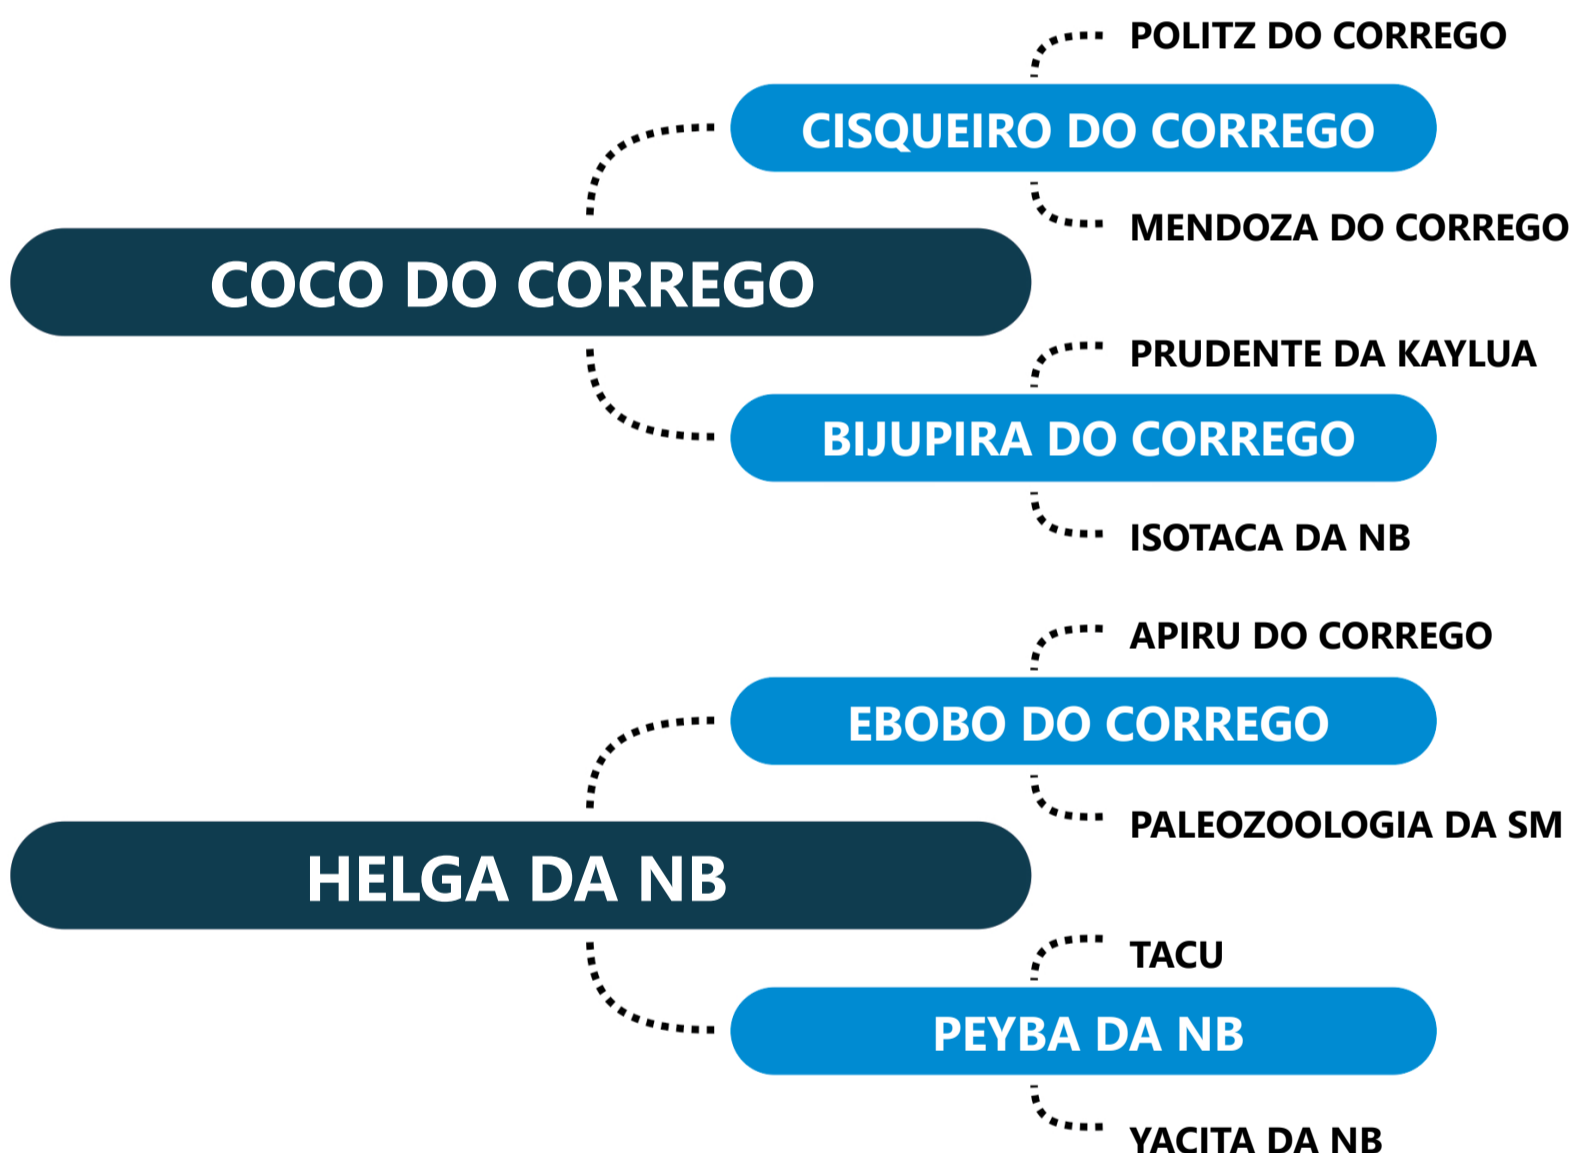 POLITZ DO CORREGO
CISQUEIRO DO CORREGO
MENDOZA DO CORREGO
COCO DO CORREGO
PRUDENTE DA KAYLUA
BIJUPIRA DO CORREGO
ISOTACA DA NB
APIRU DO CORREGO
EBOBO DO CORREGO
PALEOZOOLOGIA DA SM
HELGA DA NB
TACU
PEYBA DA NB
YACITA DA NB